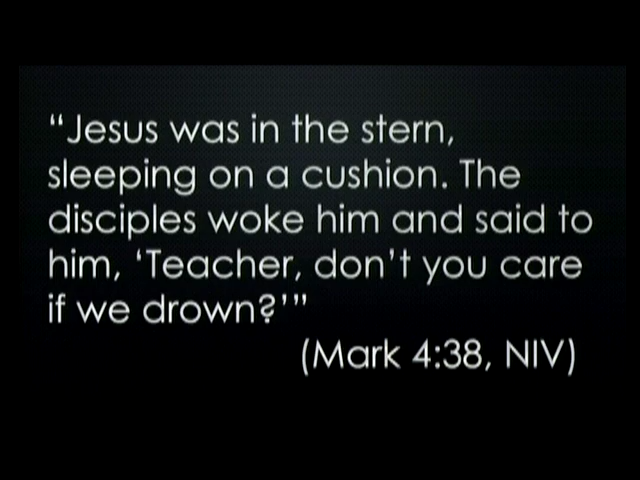 “Jesus was in the stern,
sleeping on a cushion. The
disciples woke him and said to
him, ‘Teacher, don’t you care
if we drown?’”
(Mark 4:38, NIV)